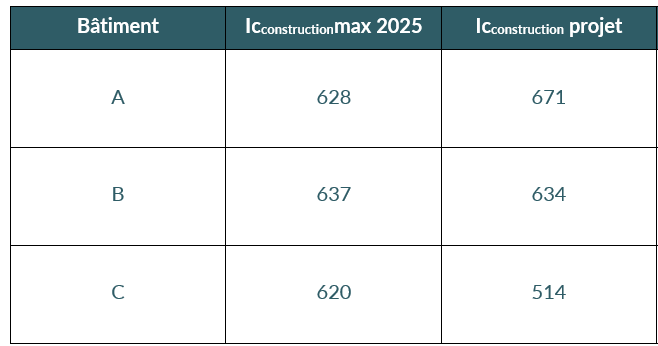 Bâtiment Icconstructionmax 2025 Icconstruction projet
A 628 671
B 637 634
C 620 514